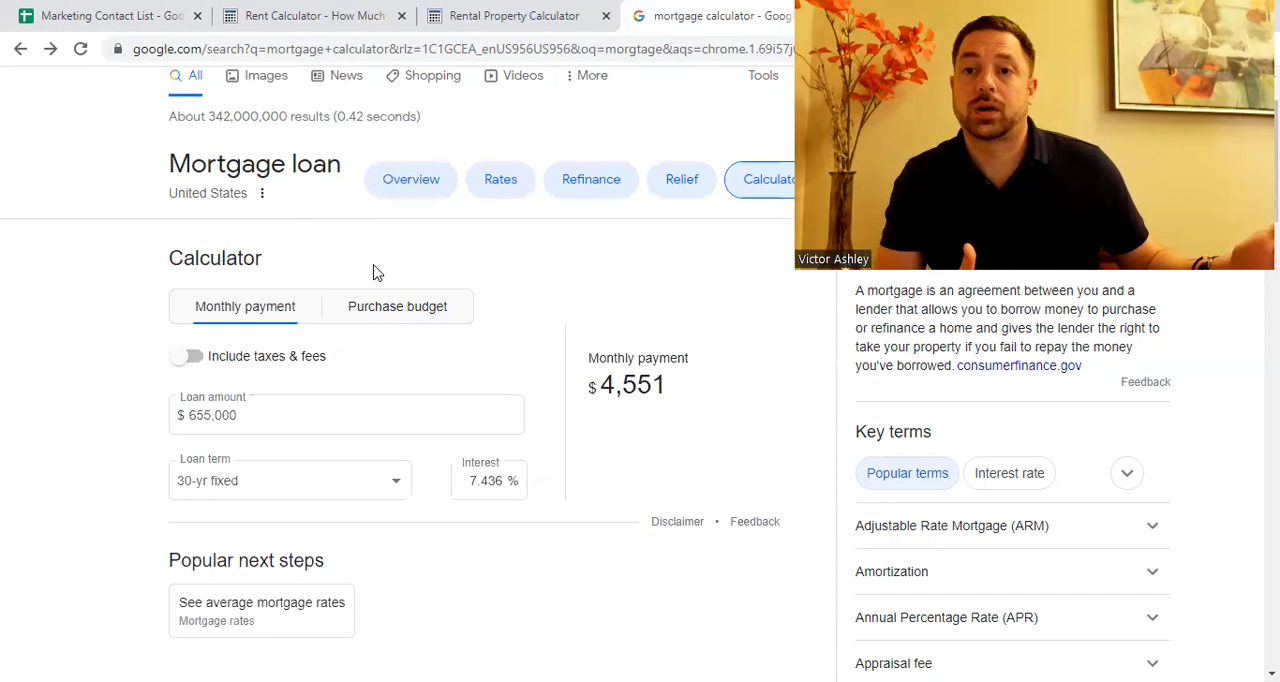 Marketing Contact List - Goo
Rent Calculator - How Much
Rental Property Calculator
mortgage calculator - Goog
google.com/search?q=mortgage+calculator&rlz=1C1GCEA_enUS956US956&oq=morgtage&aqs=chrome.1.69i57j
All
Images
News
Shopping
Videos
More
Tools
About 342,000,000 results (0.42 seconds)
Mortgage loan
United States
Overview
Rates
Refinance
Relief
Calculato
Victor Ashley
Calculator
Monthly payment
Purchase budget
Include taxes & fees
Loan amount
$ 655,000
Loan term
30-yr fixed
Interest
7.436 %
Monthly payment
$ 4,551
Disclaimer • Feedback
Popular next steps
See average mortgage rates
Mortgage rates
A mortgage is an agreement between you and a
lender that allows you to borrow money to purchase
or refinance a home and gives the lender the right to
take your property if you fail to repay the money
you've borrowed. consumerfinance.gov
Feedback
Key terms
Popular terms
Interest rate
Adjustable Rate Mortgage (ARM)
Amortization
Annual Percentage Rate (APR)
Appraisal fee